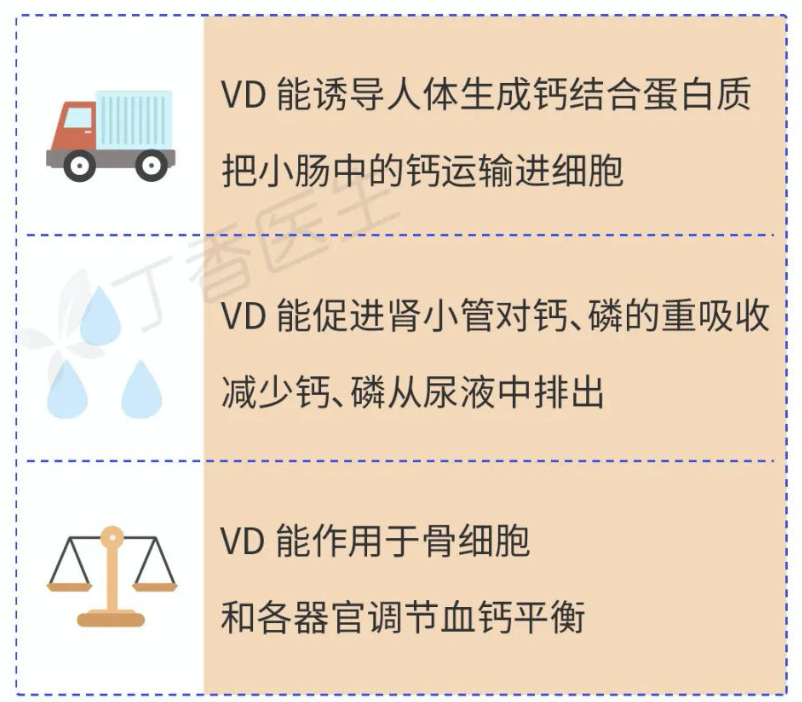 VD 能诱导人体生成钙结合蛋白质
把小肠中的钙运输进细胞
丁香医生
VD 能促进肾小管对钙、磷的重吸收
减少钙、磷从尿液中排出
VD 能作用于骨细胞
和各器官调节血钙平衡